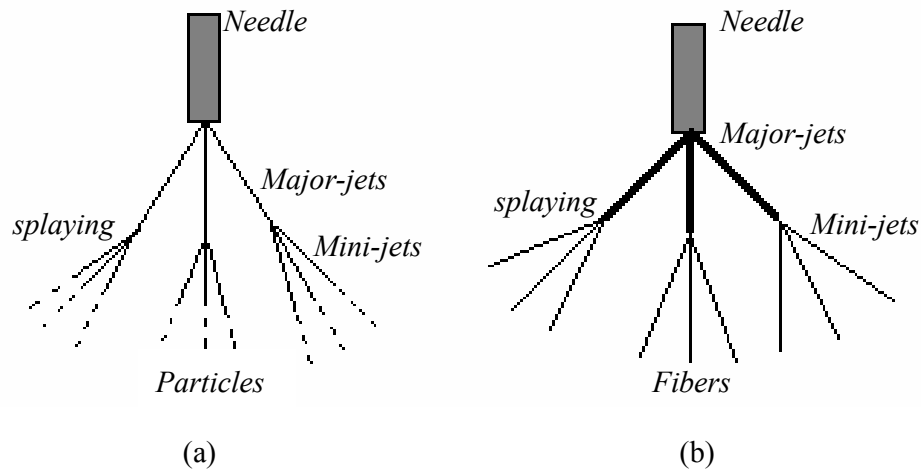 Needle
Major-jets
splaying
Mini-jets
Particles
(a)
Needle
Major-jets
splaying
Mini-jets
Fibers
(b)